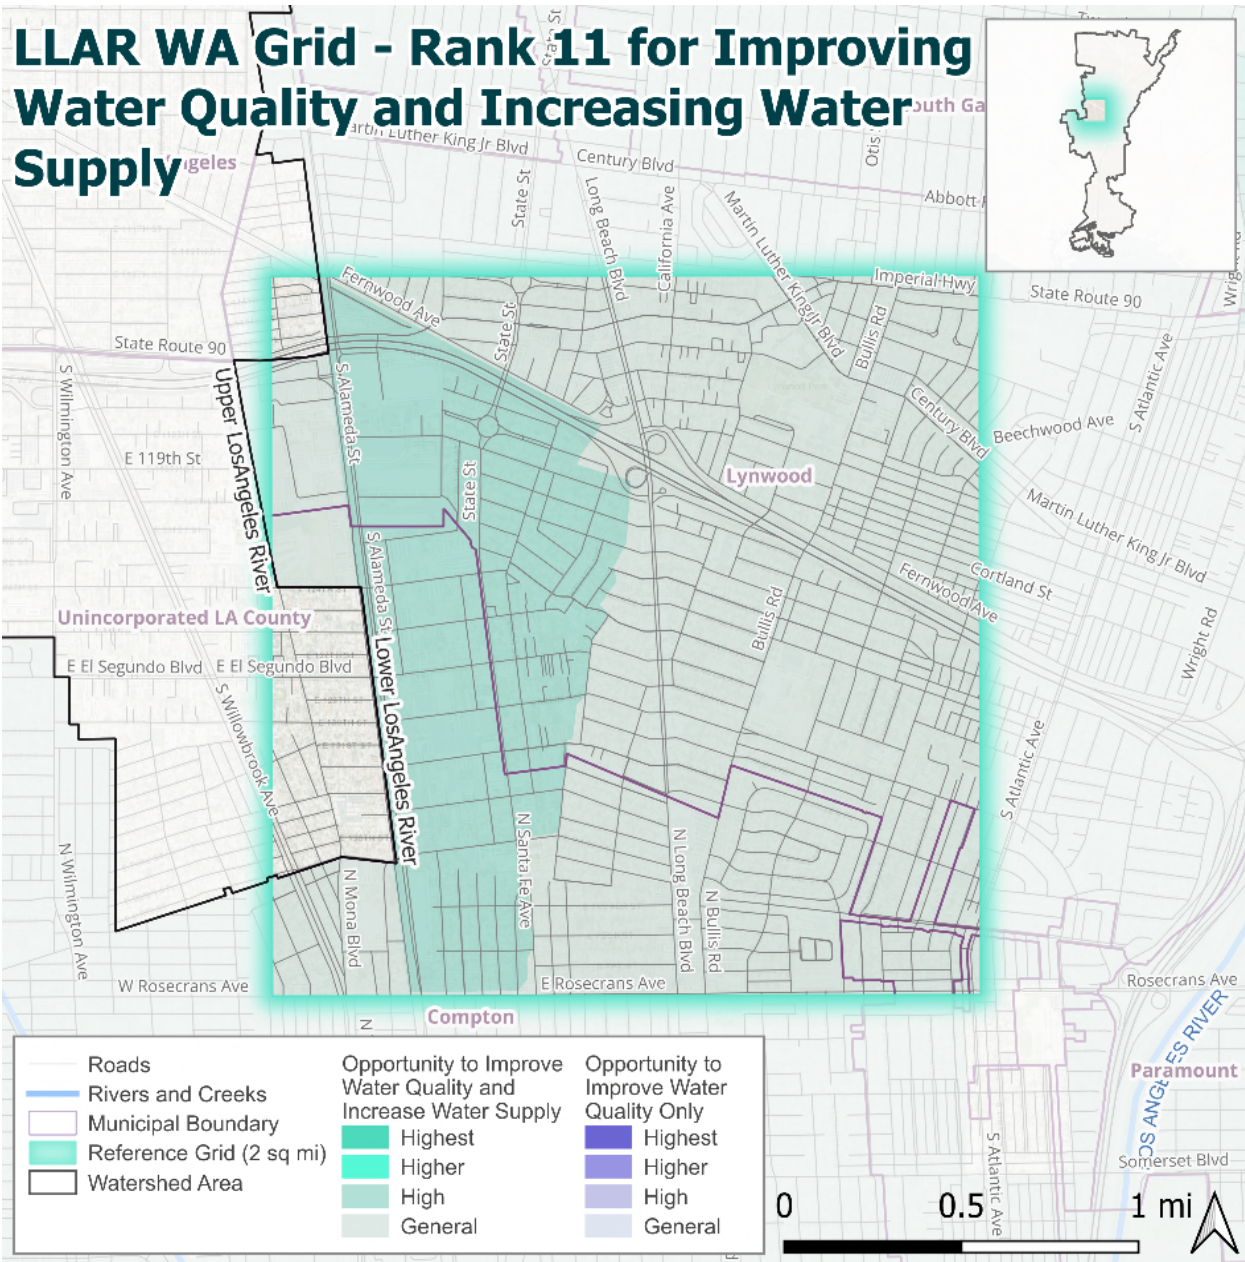 LLAR WA Grid - Rank 11 for Improving
Water Quality and Increasing Water
Supply
State St
Martin Luther King Jr Blvd
Century Blvd
Otis
Abbott
State St
Long Beach Blvd
California Ave
Martin Luther King Jr Blvd
Imperial Hwy
State Route 90
Fernwood Ave
State St
Bullis Rd
State Route 90
S Wilmington Ave
Upper LosAngeles River
S Alameda St
S Atlantic Ave
Century Blvd
Beechwood Ave
E 119th St
State St
Lynwood
Martin Luther King Jr Blvd
S Alameda St
Cortland St
Fernwood Ave
Bullis Rd
Unincorporated LA County
Wright Rd
E El Segundo Blvd
E El Segundo Blvd
S Willowbrook Ave
Lower LosAngeles River
S Atlantic Ave
N Wilmington Ave
N Mona Blvd
N Santa Fe Ave
N Long Beach Blvd
N Bullis Rd
W Rosecrans Ave
E Rosecrans Ave
Rosecrans Ave
Compton
N
LOS ANGELES RIVER
Paramount
S Atlantic Ave
Somerset Blvd
Roads
Rivers and Creeks
Municipal Boundary
Reference Grid (2 sq mi)
Watershed Area
Opportunity to Improve
Water Quality and
Increase Water Supply
Highest
Higher
High
General
Opportunity to
Improve Water
Quality Only
Highest
Higher
High
General
0 0.5 1 mi